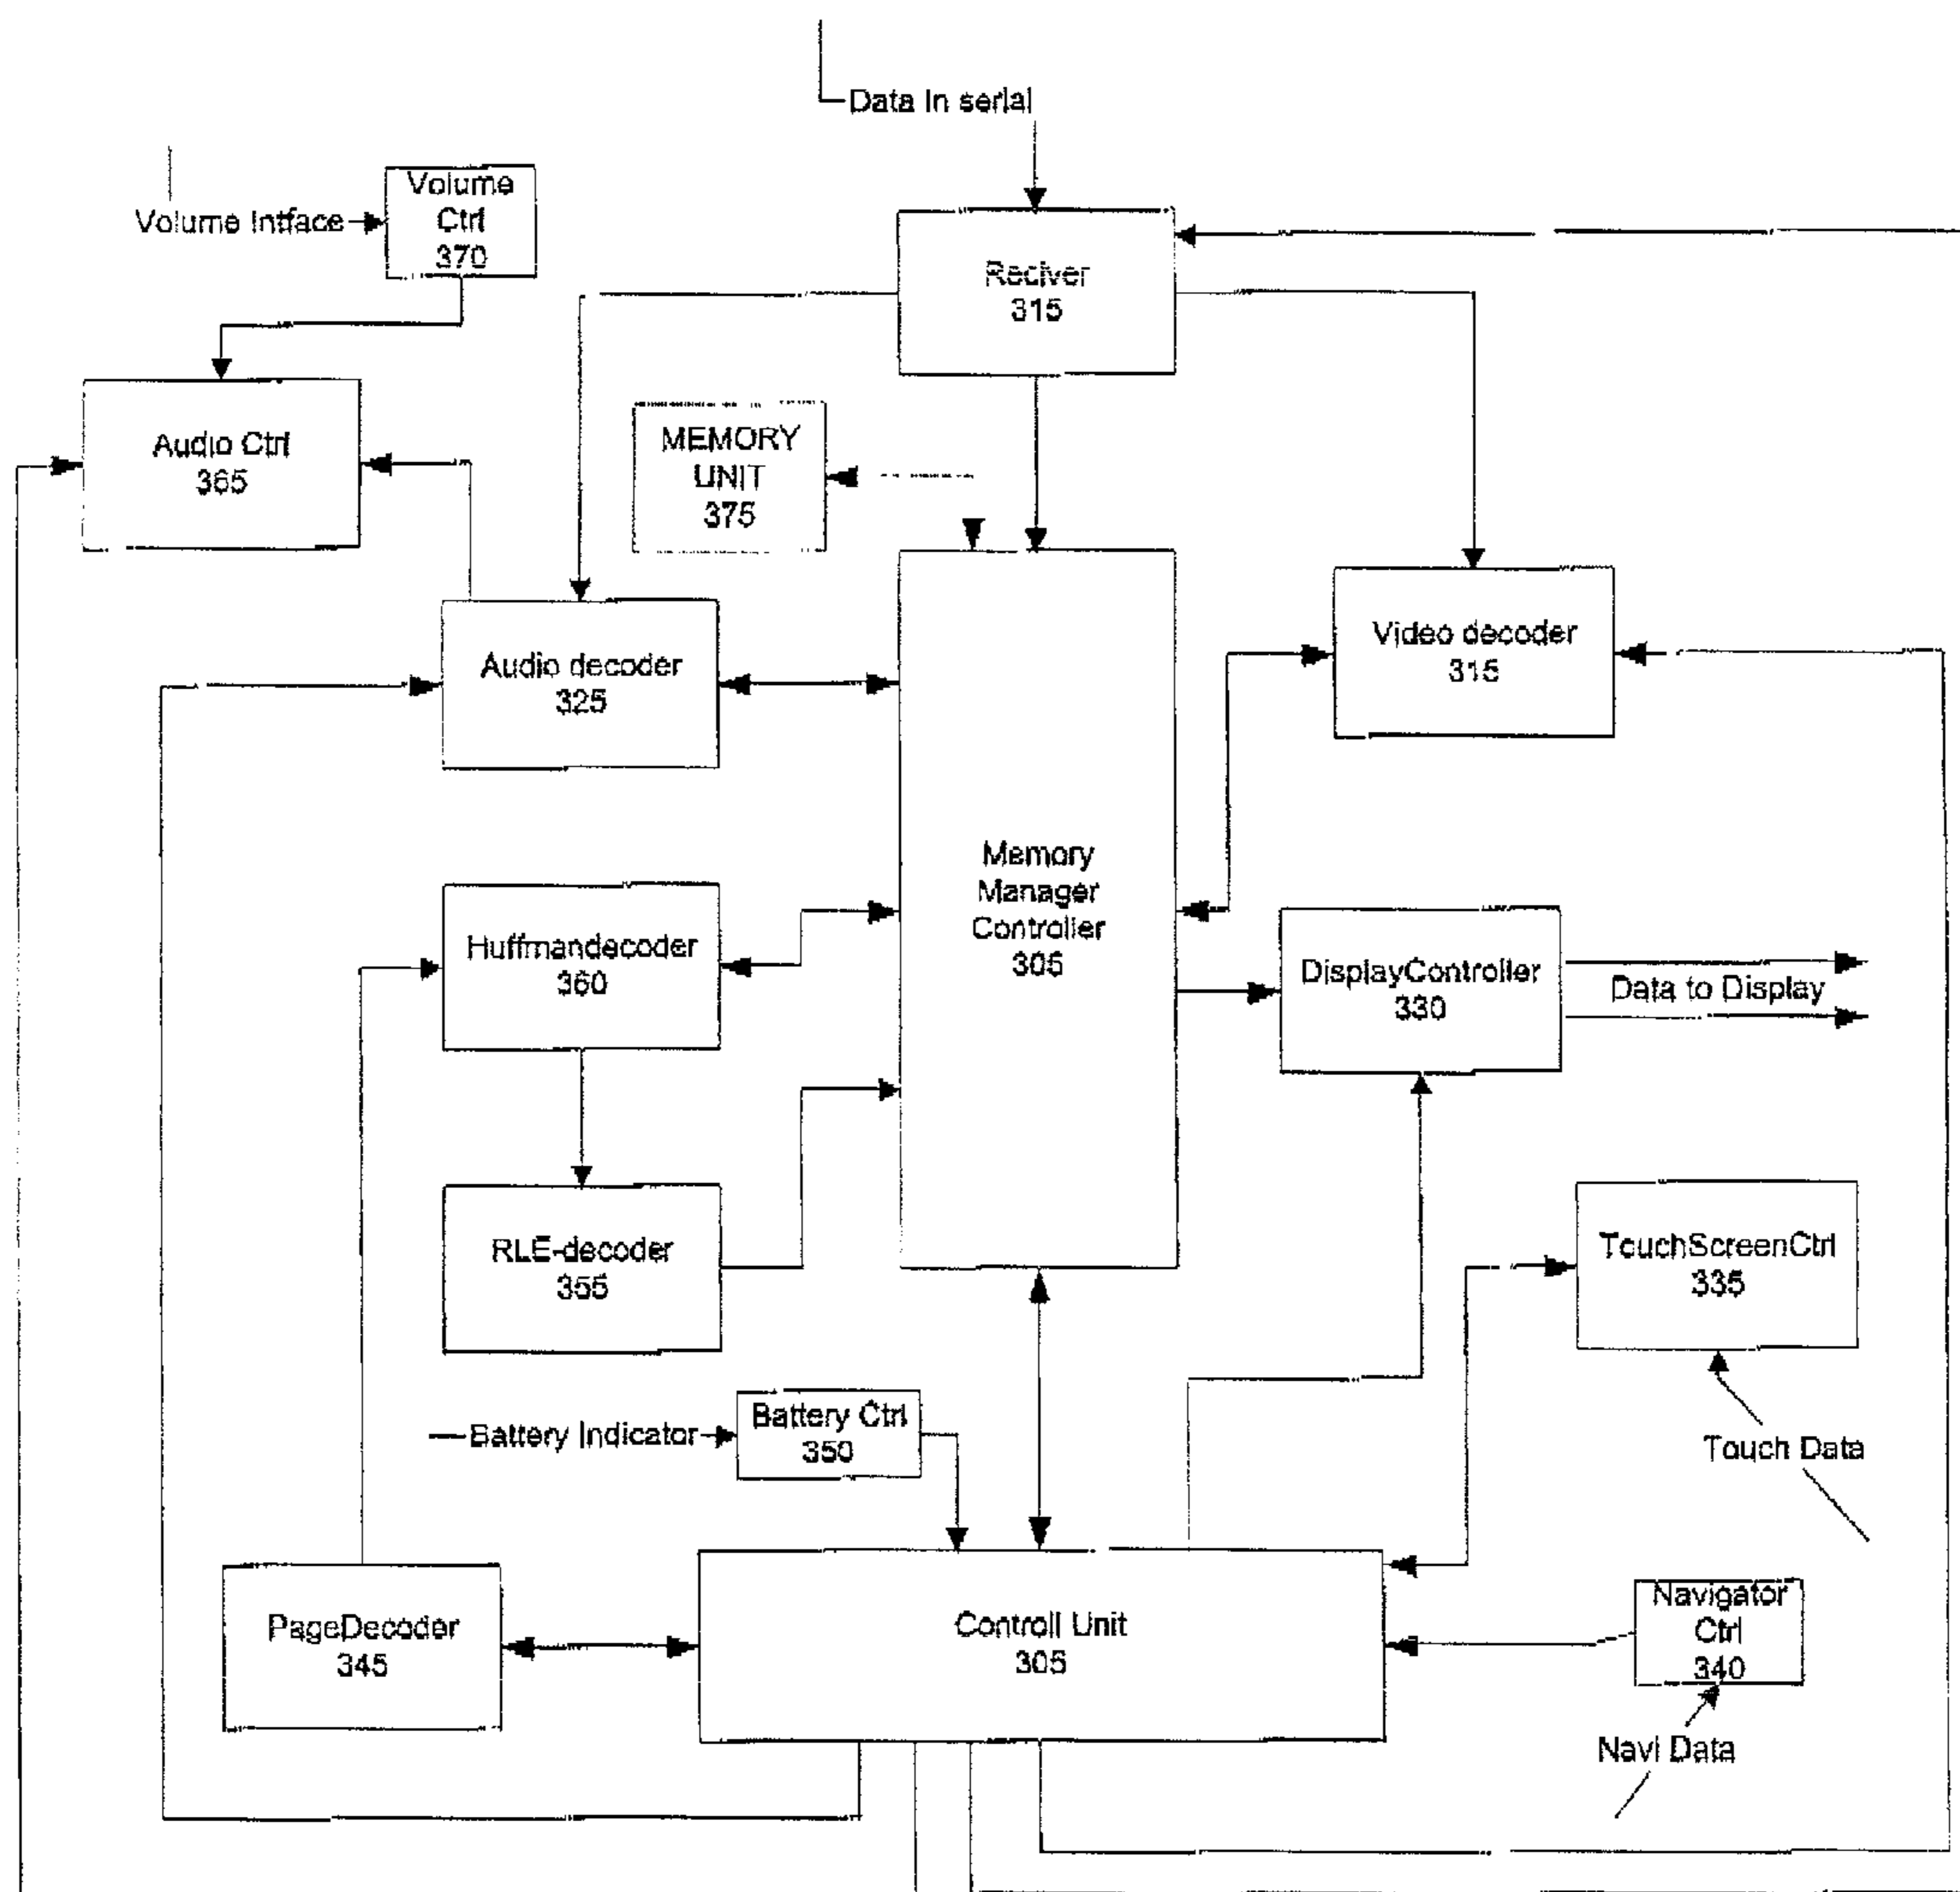 Data In serial
Volume
Ctrl
370
Volume Intface
Reciver
315
Audio Ctrl
365
MEMORY
UNIT
375
Audio decoder
325
Video decoder
315
Memory
Manager
Controller
305
Huffmandecoder
360
DisplayController
330
Data to Display
RLE-decoder
355
TouchScreenCtrl
335
Battery Indicator
Battery Ctrl
350
Touch Data
PageDecoder
345
Controll Unit
305
Navigator
Ctrl
340
Navi Data